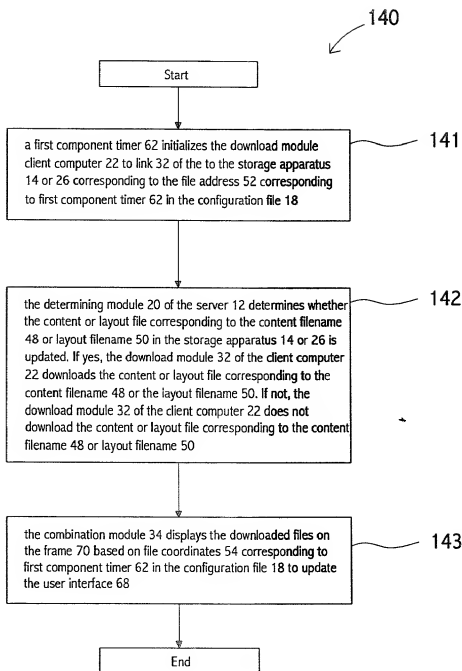 140
Start
a first component timer 62 initializes the download module
client computer 22 to link 32 of the to the storage apparatus
14 or 26 corresponding to the file address 52 corresponding
to first component timer 62 in the configuration file 18
141
the determining module 20 of the server 12 determines whether
the content or layout file corresponding to the content filename
48 or layout filename 50 in the storage apparatus 14 or 26 is
updated. If yes, the download module 32 of the client computer
22 downloads the content or layout file corresponding to the
content filename 48 or the layout filename 50. If not, the
download module 32 of the client computer 22 does not
download the content or layout file corresponding to the content
filename 48 or layout filename 50
142
the combination module 34 displays the downloaded files on
the frame 70 based on file coordinates 54 corresponding to
first component timer 62 in the configuration file 18 to update
the user interface 68
143
End